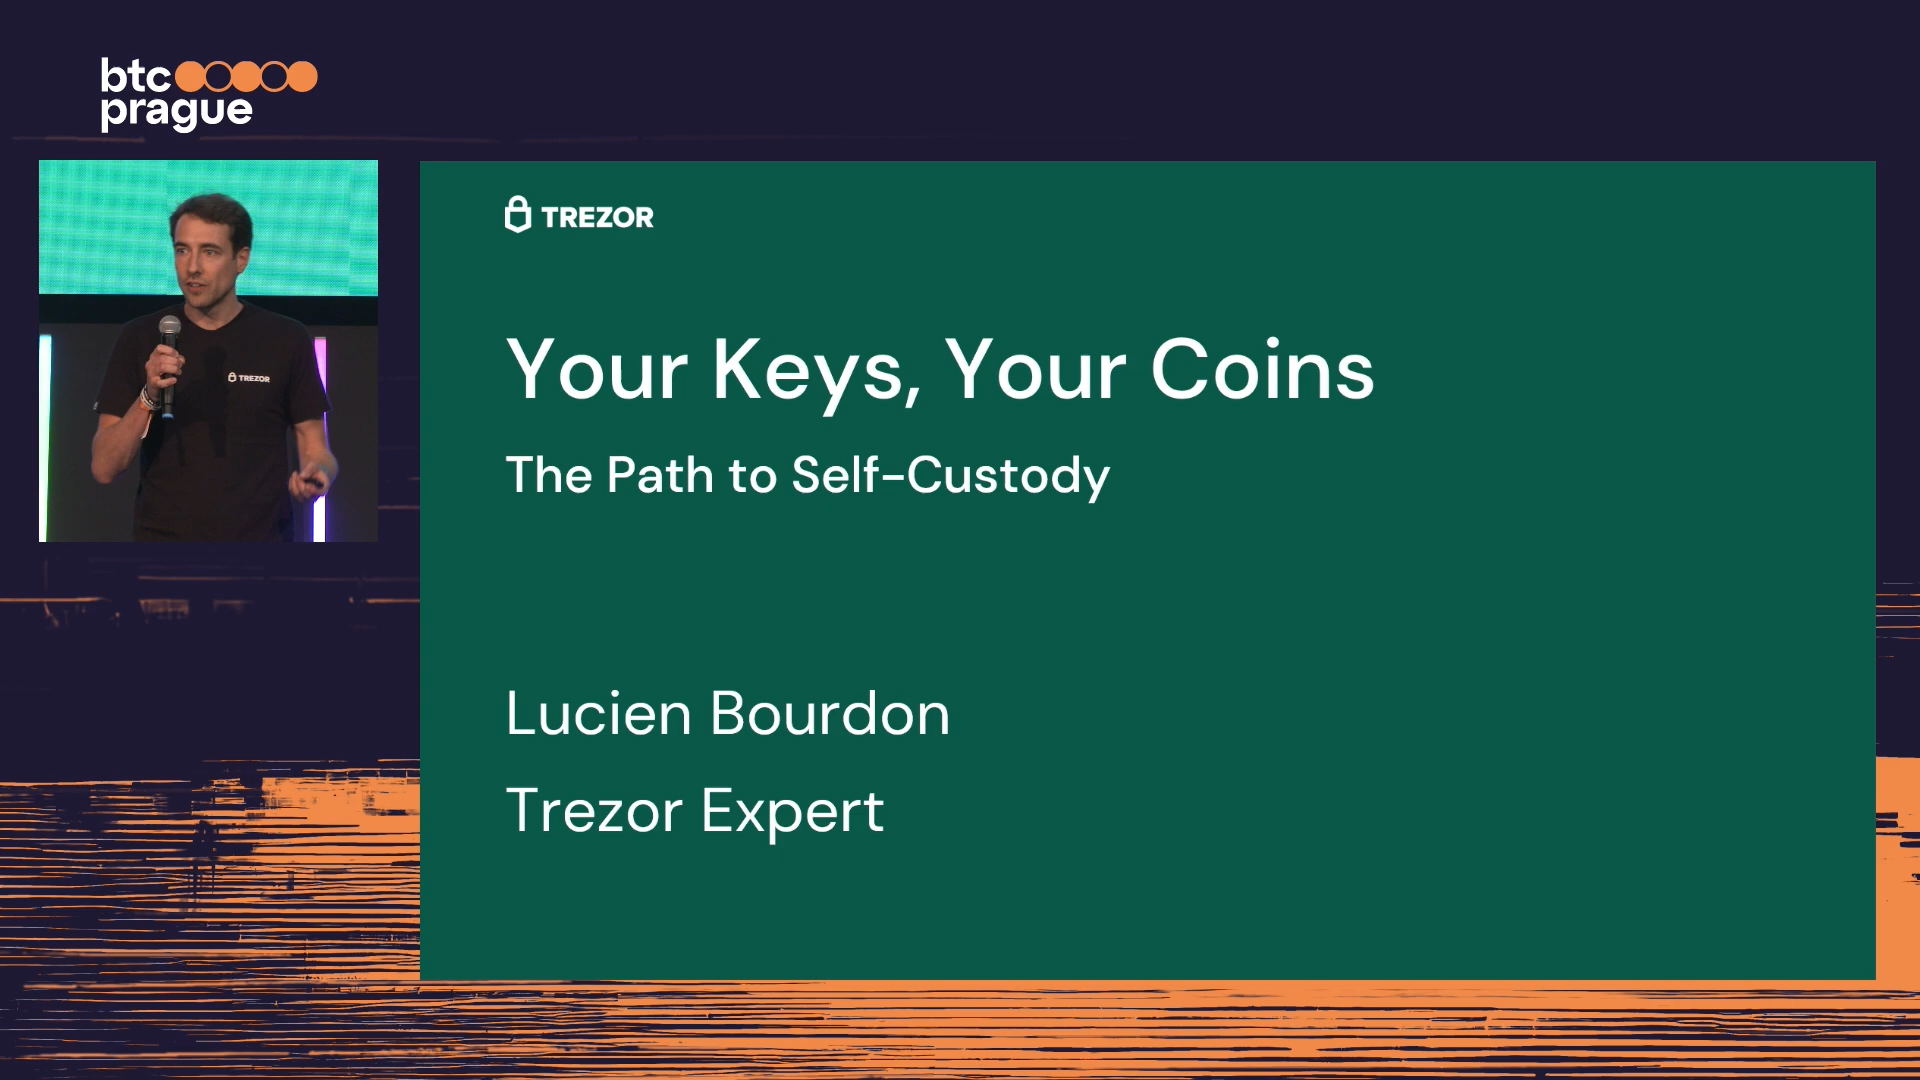 btc
prague
TREZOR
TREZOR
Your Keys, Your Coins
The Path to Self-Custody
Lucien Bourdon
Trezor Expert